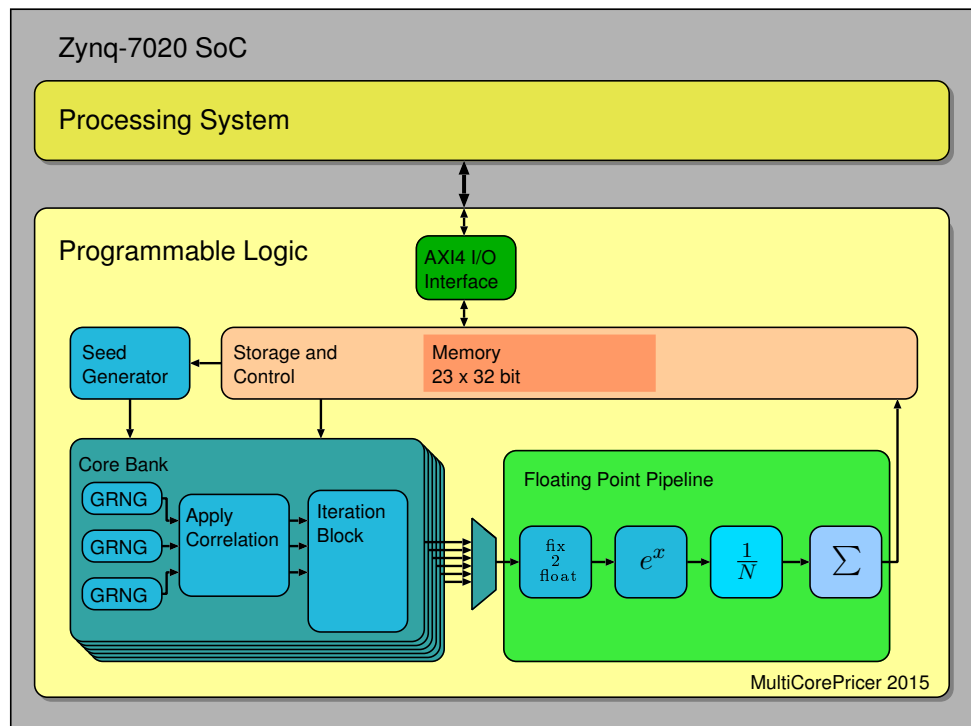 Zynq-7020 SoC
Processing System
Programmable Logic
AXI4 I/O
Interface
Seed
Generator
Storage and
Control
Memory
23 x 32 bit
Core Bank
GRNG
GRNG
GRNG
Apply
Correlation
Iteration
Block
Floating Point Pipeline
fix
2
float
e^x
1
N
∑
MultiCorePricer 2015